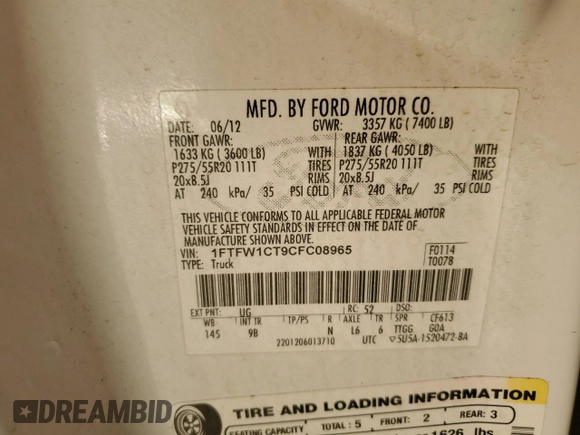 MFD. BY FORD MOTOR CO.
DATE: 06/12 GVWR: 3357 KG ( 7400 LB)
FRONT GAWR: REAR GAWR:
1633 KG ( 3600 LB) WITH 1837 KG ( 4050 LB) WITH
P275/55R20 111T TIRES P275/55R20 111T TIRES
20x8.5J RIMS 20x8.5J RIMS
AT 240 kPa/ 35 PSI COLD AT 240 kPa/ 35 PSI COLD
THIS VEHICLE CONFORMS TO ALL APPLICABLE FEDERAL MOTOR
VEHICLE SAFETY STANDARDS IN EFFECT ON THE DATE OF
MANUFACTURE SHOWN ABOVE.
VIN: 1FTFW1CT9CFC08965 F0114
TYPE: Truck T0078
EXT PNT: UG RC: 52 DSO:
WB INT TR TP/PS R AXLE TR SPR CF613
145 9B N L6 6 TTGG GOA
2201206013710 UTC 5U5A-1520472-BA
TIRE AND LOADING INFORMATION
SEATING CAPACITY TOTAL : 5 FRONT: 2 REAR: 3
1626 lbs
DREAMBID